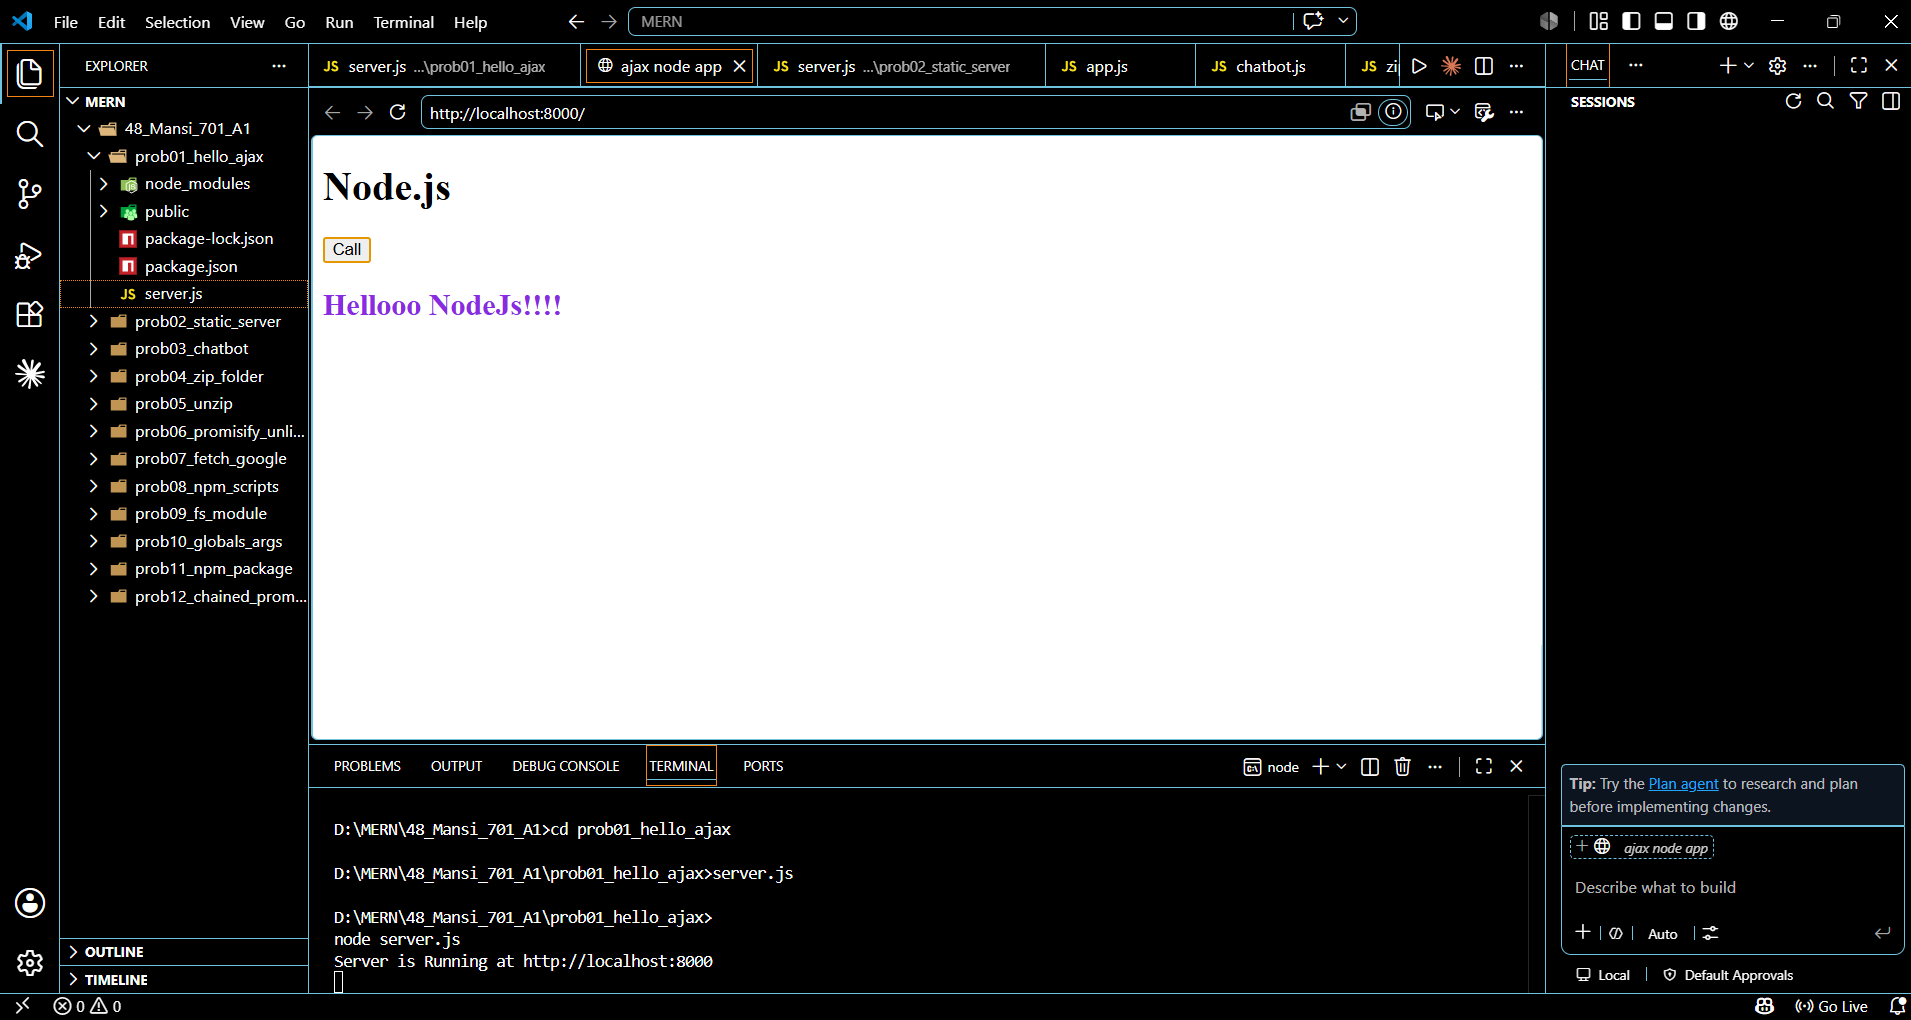 File Edit Selection View Go Run Terminal Help
MERN
EXPLORER
MERN
48_Mansi_701_A1
prob01_hello_ajax
node_modules
public
package-lock.json
package.json
JS server.js
prob02_static_server
prob03_chatbot
prob04_zip_folder
prob05_unzip
prob06_promisify_unli...
prob07_fetch_google
prob08_npm_scripts
prob09_fs_module
prob10_globals_args
prob11_npm_package
prob12_chained_prom...
OUTLINE
TIMELINE
JS server.js ...\prob01_hello_ajax
ajax node app
JS server.js ...\prob02_static_server
JS app.js
JS chatbot.js
JS zi
http://localhost:8000/
Node.js
Call
Hellooo NodeJs!!!!
PROBLEMS OUTPUT DEBUG CONSOLE TERMINAL PORTS
node
D:\MERN\48_Mansi_701_A1>cd prob01_hello_ajax
D:\MERN\48_Mansi_701_A1\prob01_hello_ajax>server.js
D:\MERN\48_Mansi_701_A1\prob01_hello_ajax>
node server.js
Server is Running at http://localhost:8000
CHAT
SESSIONS
Tip: Try the Plan agent to research and plan
before implementing changes.
ajax node app
Describe what to build
Auto
Local Default Approvals
0 0
Go Live